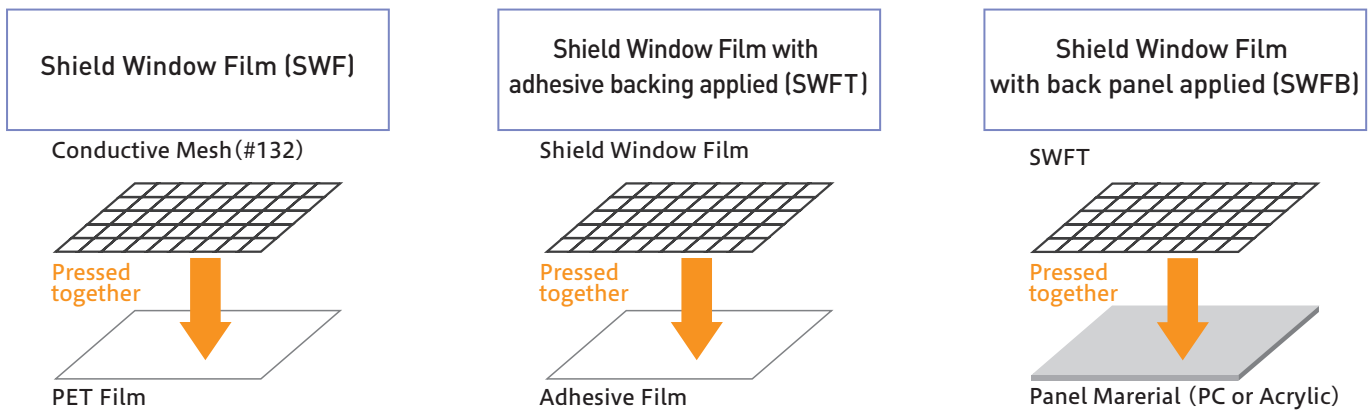 Shield Window Film (SWF)
Conductive Mesh (#132)
Pressed
together
PET Film
Shield Window Film with
adhesive backing applied (SWFT)
Shield Window Film
Pressed
together
Adhesive Film
Shield Window Film
with back panel applied (SWFB)
SWFT
Pressed
together
Panel Marerial (PC or Acrylic)